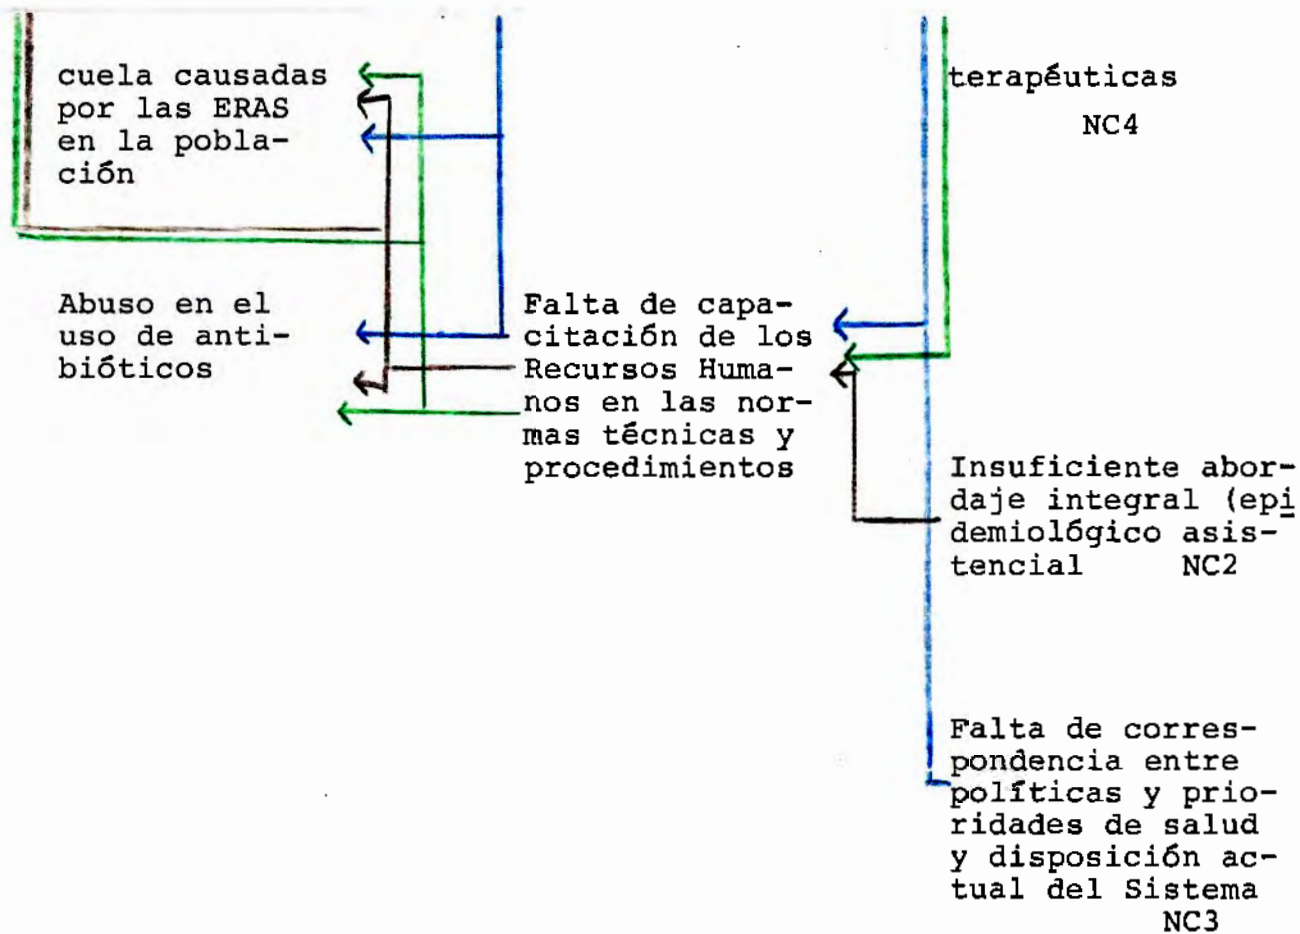 cuela causadas
por las ERAS
en la pobla-
ción
Abuso en el
uso de anti-
bióticos
Falta de capa-
citación de los
Recursos Huma-
nos en las nor-
mas técnicas y
procedimientos
terapéuticas
NC4
Insuficiente abor-
daje integral (epi
demiológico asis-
tencial NC2
Falta de corres-
pondencia entre
políticas y prio-
ridades de salud
y disposición ac-
tual del Sistema
NC3